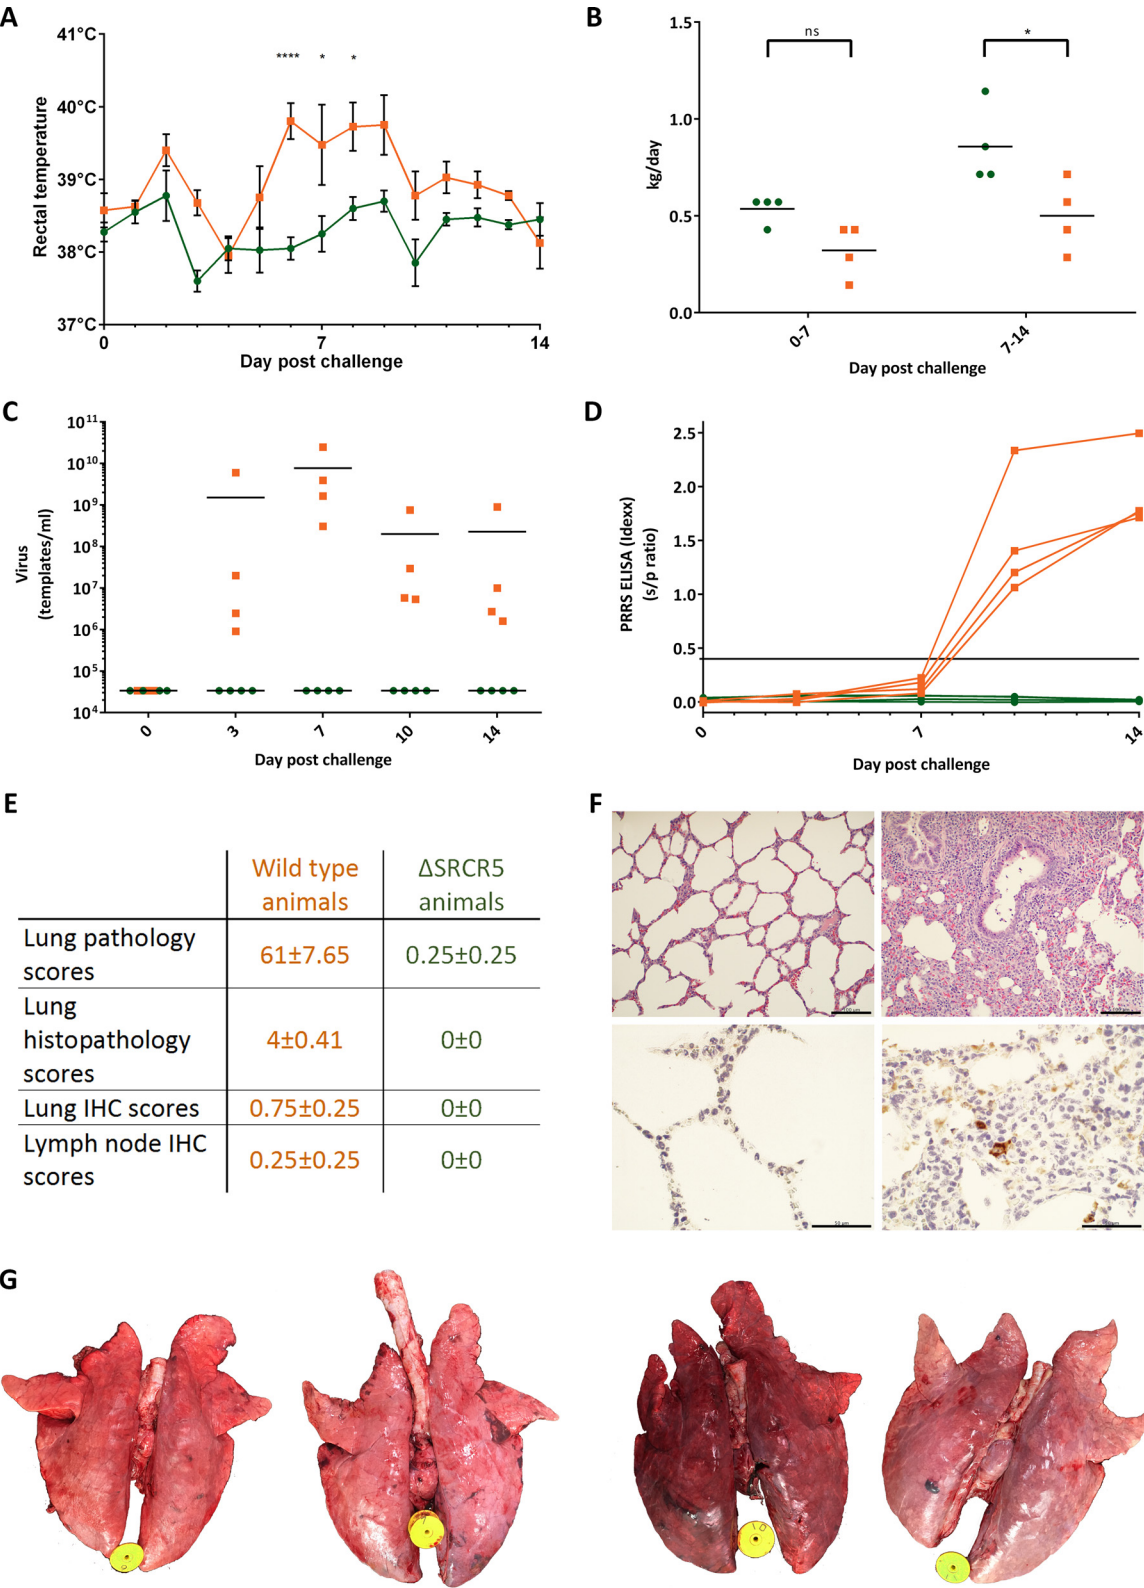 A
41°C
40°C
39°C
38°C
37°C
Rectal temperature
**** * *
0 7 14
Day post challenge
B
1.5
1.0
0.5
0.0
kg/day
ns
*
0-7 7-14
Day post challenge
C
10¹¹
10¹⁰
10⁹
10⁸
10⁷
10⁶
10⁵
10⁴
Virus
(templates/ml)
0 3 7 10 14
Day post challenge
D
2.5
2.0
1.5
1.0
0.5
0.0
PRRS ELISA (Idexx)
(s/p ratio)
0 7 14
Day post challenge
E
Wild type ΔSRCR5
animals animals
Lung pathology
scores 61±7.65 0.25±0.25
Lung
histopathology 4±0.41 0±0
scores
Lung IHC scores 0.75±0.25 0±0
Lymph node IHC
scores 0.25±0.25 0±0
F
50 µm
G